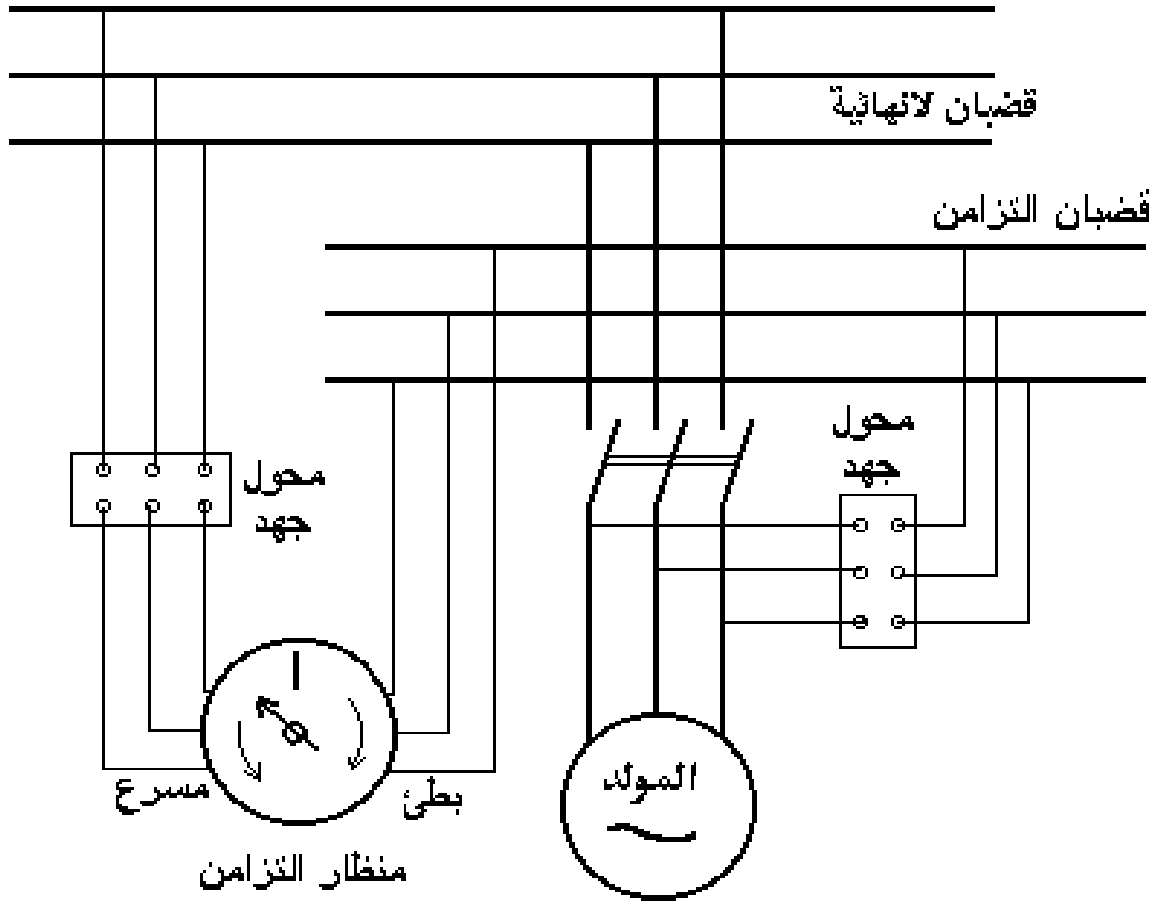 قضبان لانهائية
قضبان التزامن
محول
جهد
محول
جهد
المولد
مسرع
بطئ
منظار التزامن